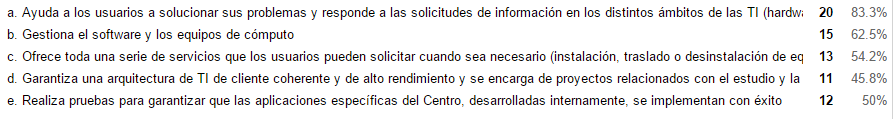 a. Ayuda a los usuarios a solucionar sus problemas y responde a las solicitudes de información en los distintos ámbitos de las TI 20 83.3%
b. Gestiona el software y los equipos de cómputo 15 62.5%
c. Ofrece toda una serie de servicios que los usuarios pueden solicitar cuando sea necesario (instalación, traslado o desinstalación de 13 54.2%
d. Garantiza una arquitectura de TI de cliente coherente y de alto rendimiento y se encarga de proyectos relacionados con el estudio y la 11 45.8%
e. Realiza pruebas para garantizar que las aplicaciones específicas del Centro, desarrolladas internamente, se implementan con éxito 12 50%